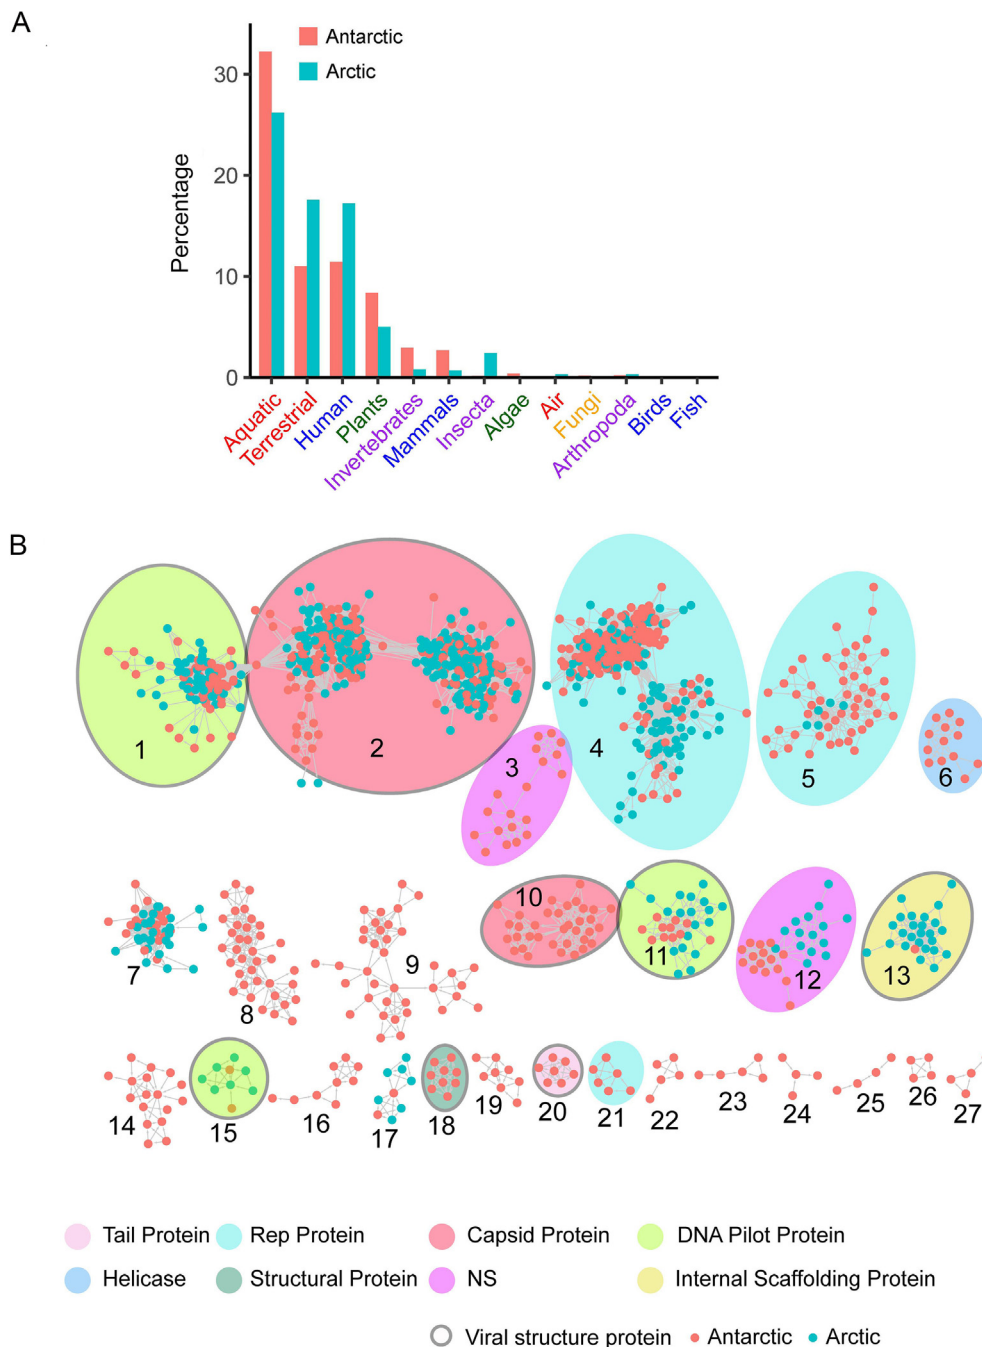 A
Antarctic
Arctic
Percentage
30
20
10
0
Aquatic
Terrestrial
Human
Plants
Invertebrates
Mammals
Insecta
Algae
Air
Fungi
Arthropoda
Birds
Fish
B
1
2
3
4
5
6
7
8
9
10
11
12
13
14
15
16
17
18
19
20
21
22
23
24
25
26
27
Tail Protein Rep Protein Capsid Protein DNA Pilot Protein
Helicase Structural Protein NS Internal Scaffolding Protein
Viral structure protein Antarctic Arctic